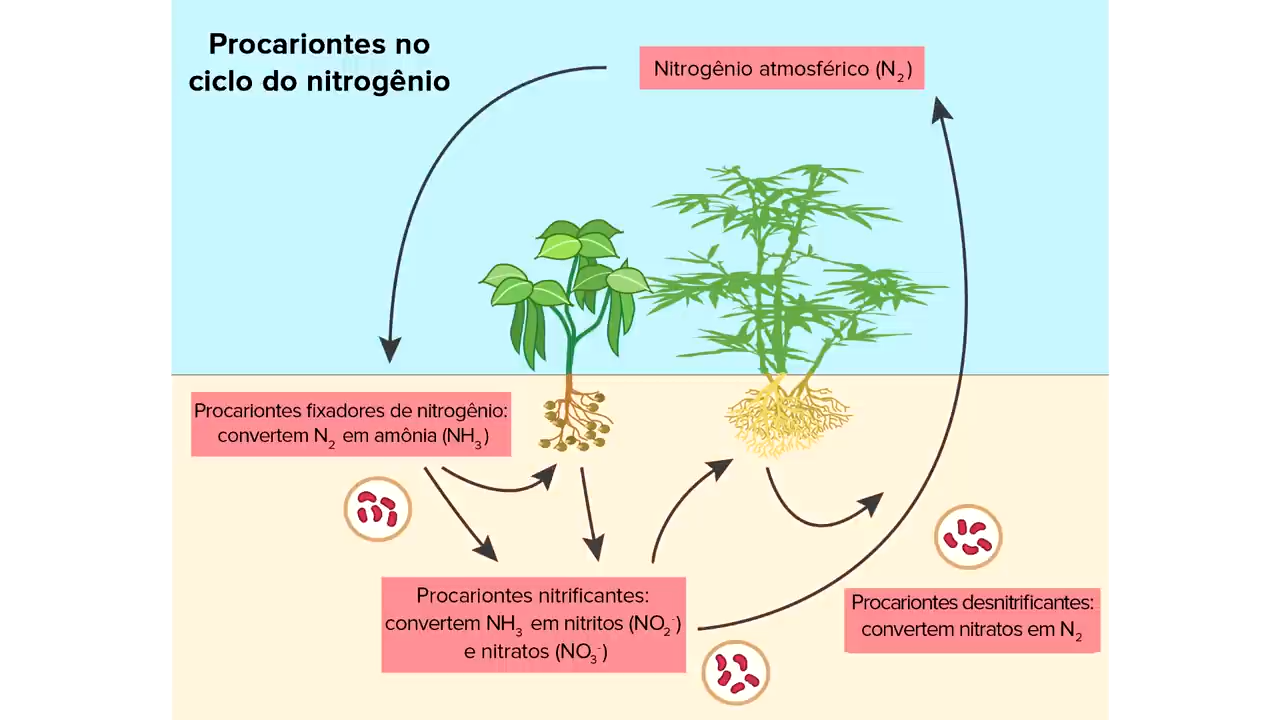 Procariontes no
ciclo do nitrogênio
Nitrogênio atmosférico (N₂)
Procariontes fixadores de nitrogênio:
convertem N₂ em amônia (NH₃)
Procariontes nitrificantes:
convertem NH₃ em nitritos (NO₂⁻)
e nitratos (NO₃⁻)
Procariontes desnitrificantes:
convertem nitratos em N₂